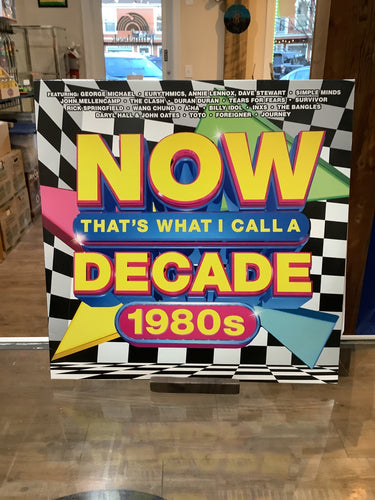 FEATURING: GEORGE MICHAEL • EURYTHMICS, ANNIE LENNOX, DAVE STEWART • SIMPLE MINDS
JOHN MELLENCAMP • THE CLASH • DURAN DURAN • TEARS FOR FEARS • SURVIVOR
RICK SPRINGFIELD • WANG CHUNG • A-HA • BILLY IDOL • INXS • THE BANGLES
DARYL HALL & JOHN OATES • TOTO • FOREIGNER • JOURNEY
NOW
THAT'S WHAT I CALL A
DECADE
1980s